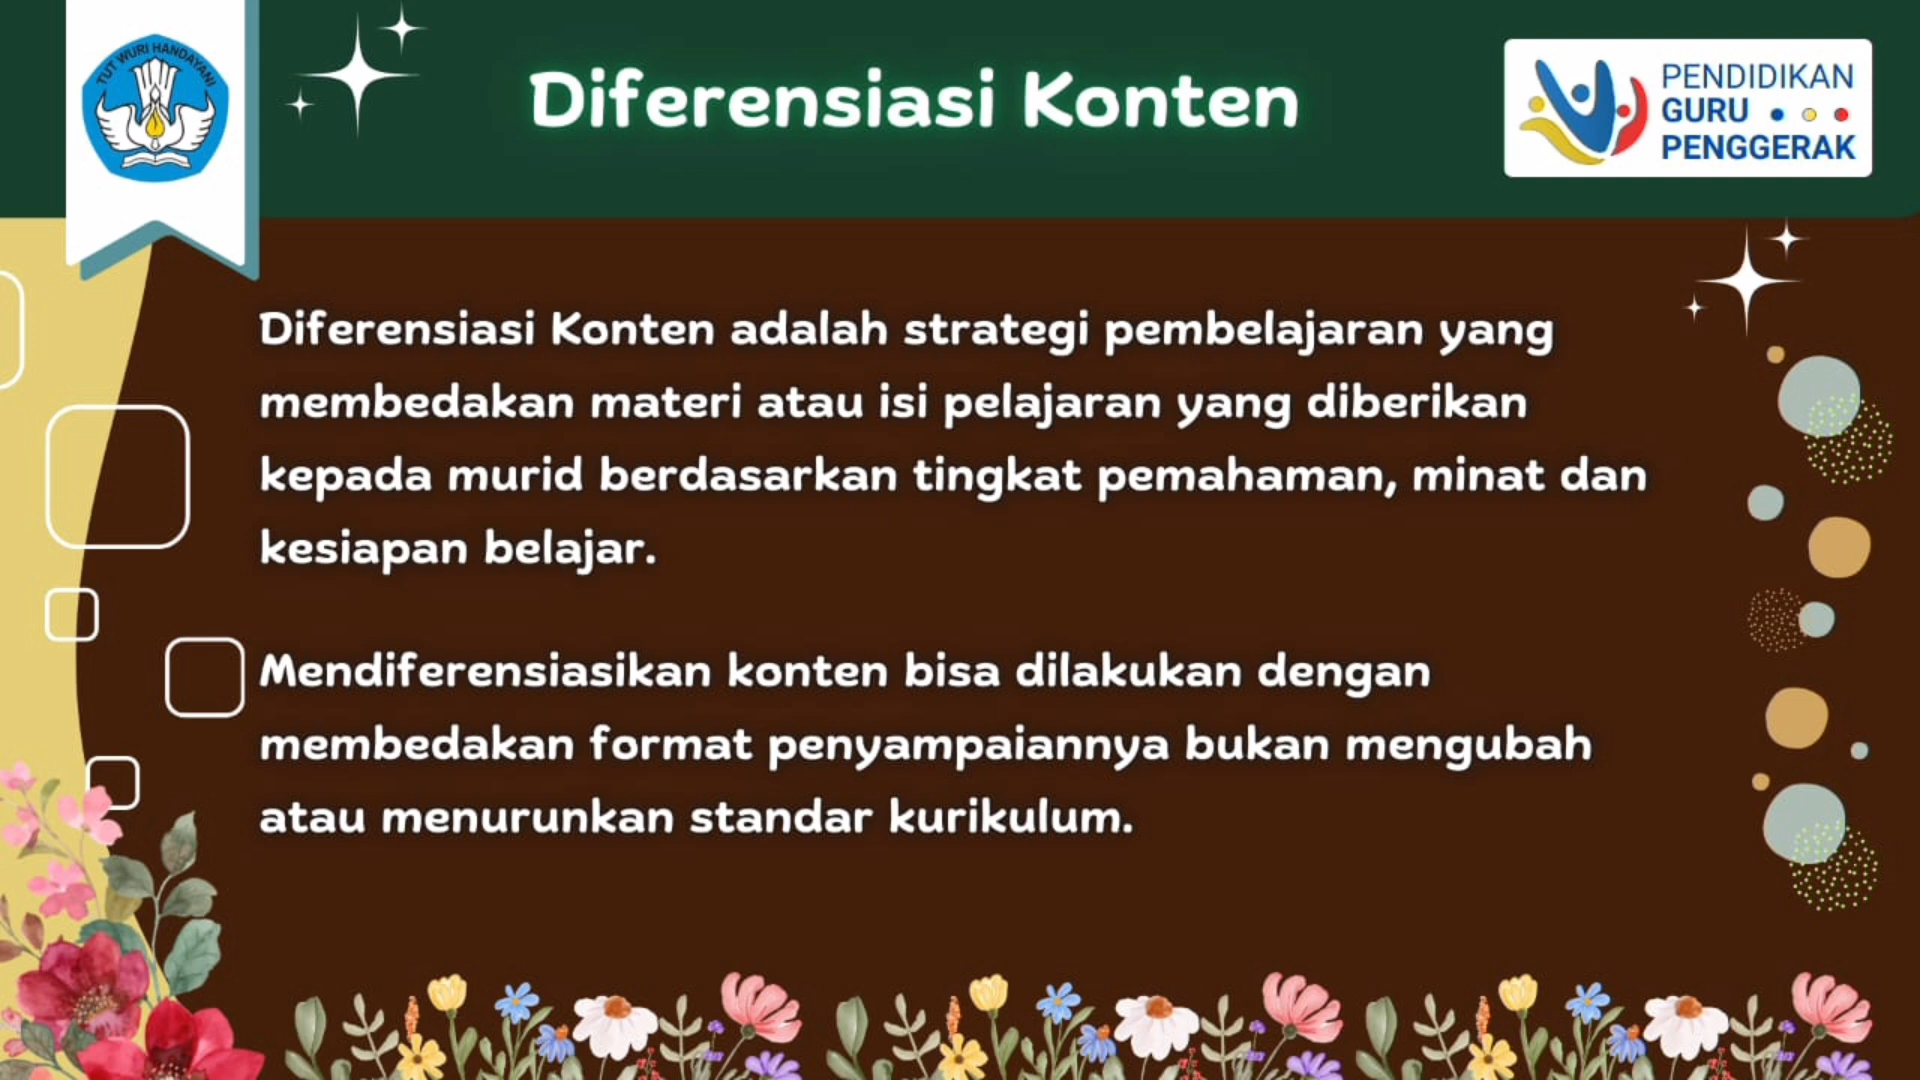 TUT WURI HANDAYANI
Diferensiasi Konten
PENDIDIKAN
GURU
PENGGERAK
Diferensiasi Konten adalah strategi pembelajaran yang
membedakan materi atau isi pelajaran yang diberikan
kepada murid berdasarkan tingkat pemahaman, minat dan
kesiapan belajar.
Mendiferensiasikan konten bisa dilakukan dengan
membedakan format penyampaiannya bukan mengubah
atau menurunkan standar kurikulum.